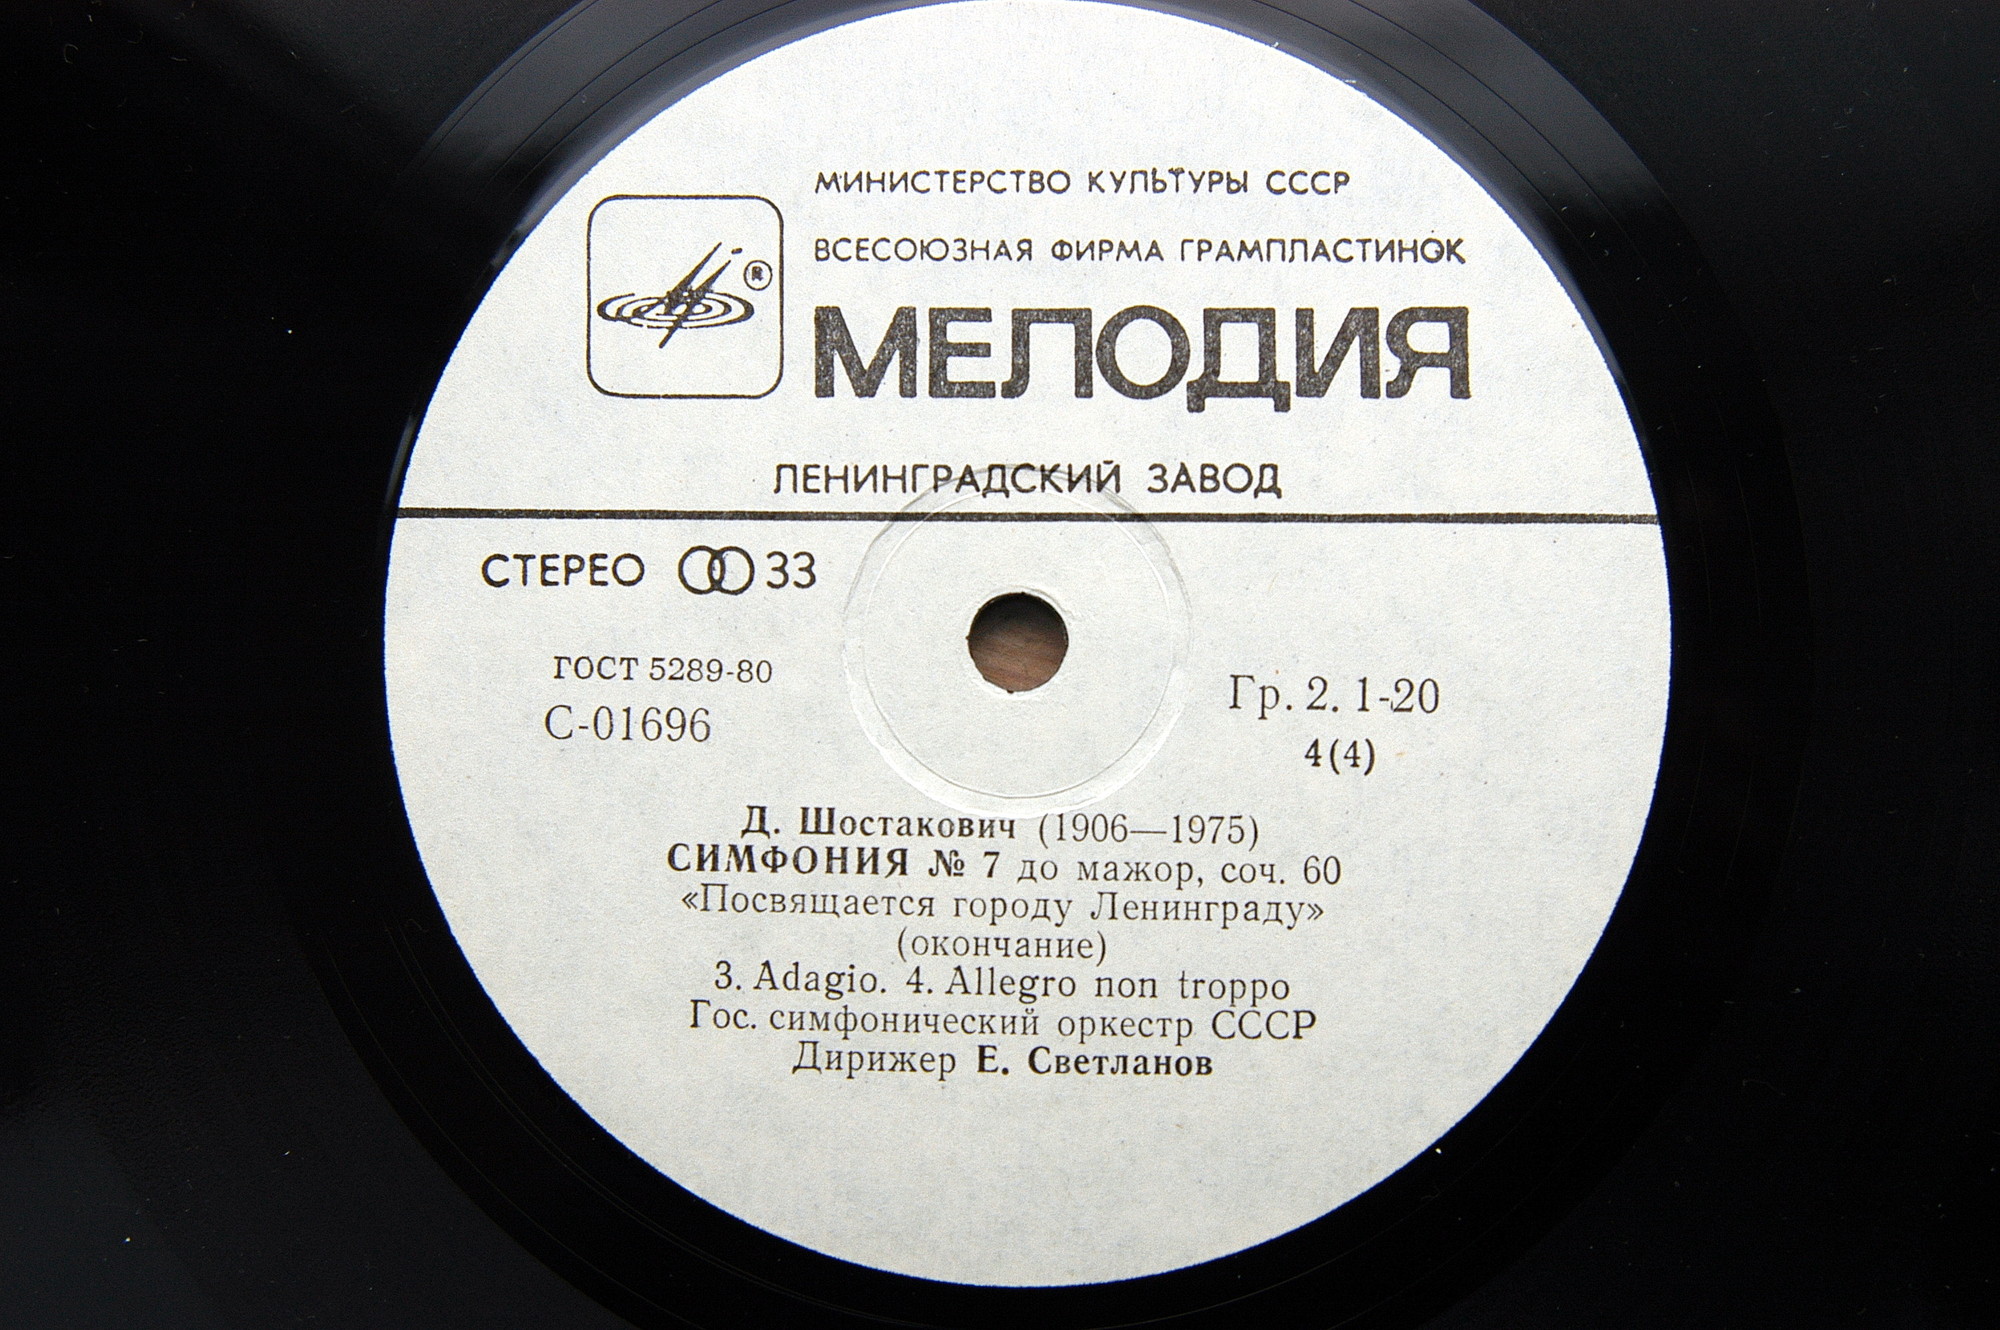 МИНИСТЕРСТВО КУЛЬТУРЫ СССР
ВСЕСОЮЗНАЯ ФИРМА ГРАМПЛАСТИНОК
®
МЕЛОДИЯ
ЛЕНИНГРАДСКИЙ ЗАВОД
СТЕРЕО 33
ГОСТ 5289-80
С-01696
Гр. 2. 1-20
4(4)
Д. Шостакович (1906—1975)
СИМФОНИЯ № 7 до мажор, соч. 60
«Посвящается городу Ленинграду»
(окончание)
3. Adagio. 4. Allegro non troppo
Гос. симфонический оркестр СССР
Дирижер Е. Светланов